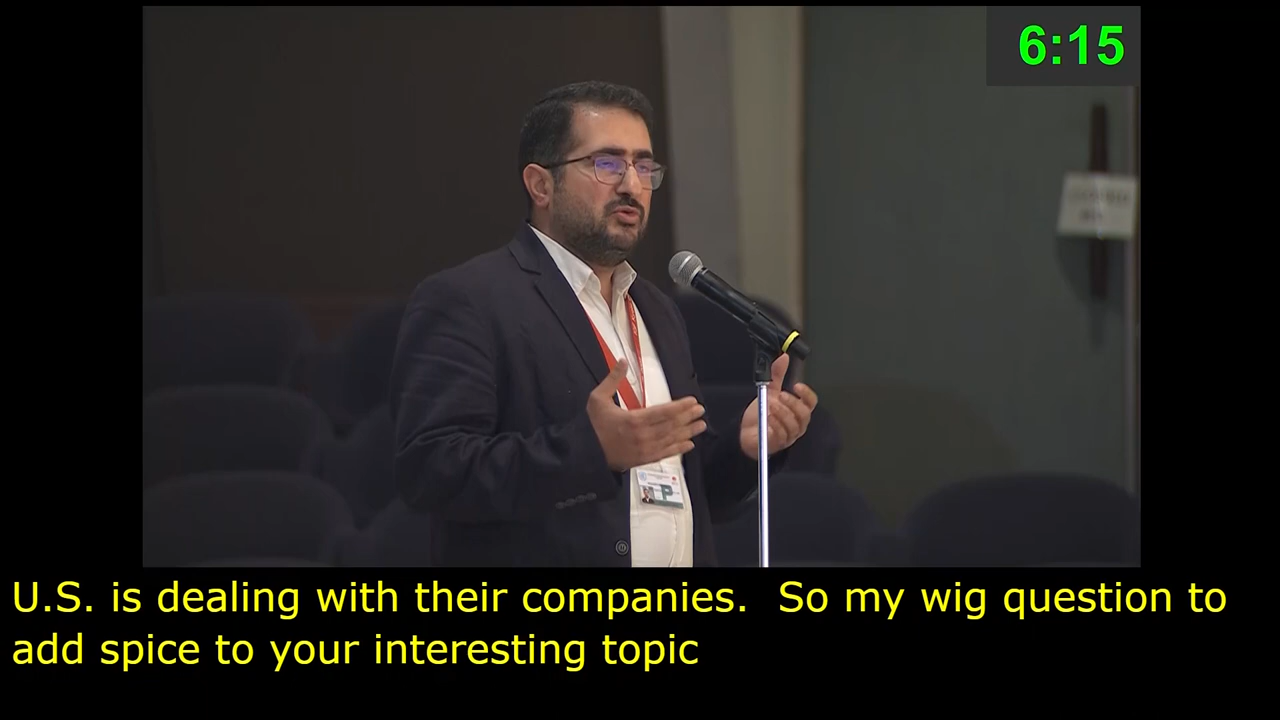 6:15
P
U.S. is dealing with their companies.  So my wig question to
add spice to your interesting topic